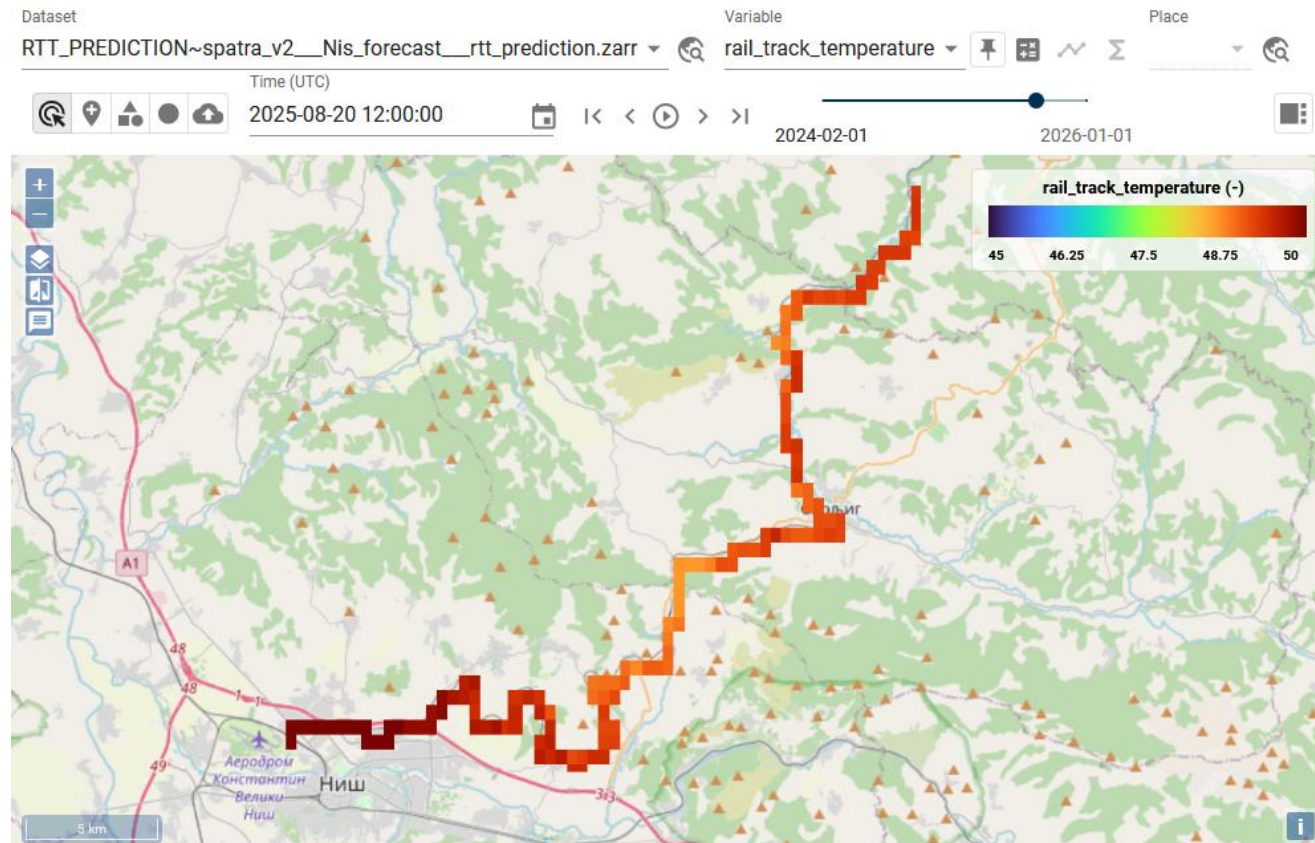 Dataset
Variable
Place
RTT_PREDICTION~spatra_v2___Nis_forecast___rtt_prediction.zarr
rail_track_temperature
Time (UTC)
2025-08-20 12:00:00
2024-02-01
2026-01-01
rail_track_temperature (-)
45 46.25 47.5 48.75 50
A1
48
48
1
1
49
Аеродром
Константин
Велики
Ниш
Ниш
5 km
i